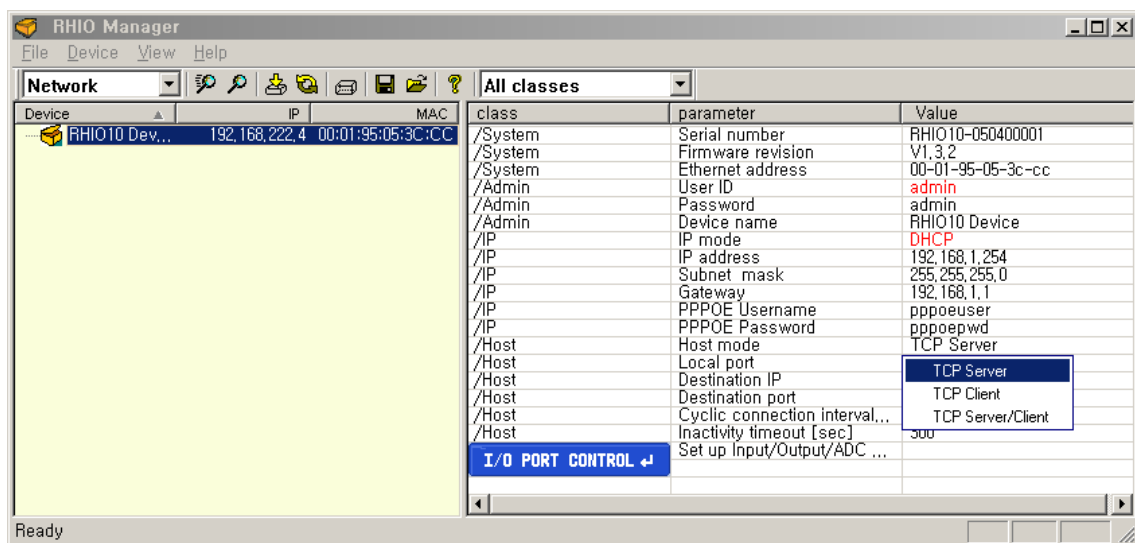 RHIO Manager
File Device View Help
Network All classes
Device IP MAC
RHIO10 Dev... 192,168,222,4 00:01:95:05:3C:CC
class parameter Value
/System Serial number RHIO10-050400001
/System Firmware revision V1,3,2
/System Ethernet address 00-01-95-05-3c-cc
/Admin User ID admin
/Admin Password admin
/Admin Device name RHIO10 Device
/IP IP mode DHCP
/IP IP address 192,168,1,254
/IP Subnet mask 255,255,255,0
/IP Gateway 192,168,1,1
/IP PPPOE Username pppoeuser
/IP PPPOE Password pppoepwd
/Host Host mode TCP Server
/Host Local port
/Host Destination IP
/Host Destination port
/Host Cyclic connection interval...
/Host Inactivity timeout [sec] 300
TCP Server
TCP Client
TCP Server/Client
I/O PORT CONTROL ↵ Set up Input/Output/ADC ...
Ready